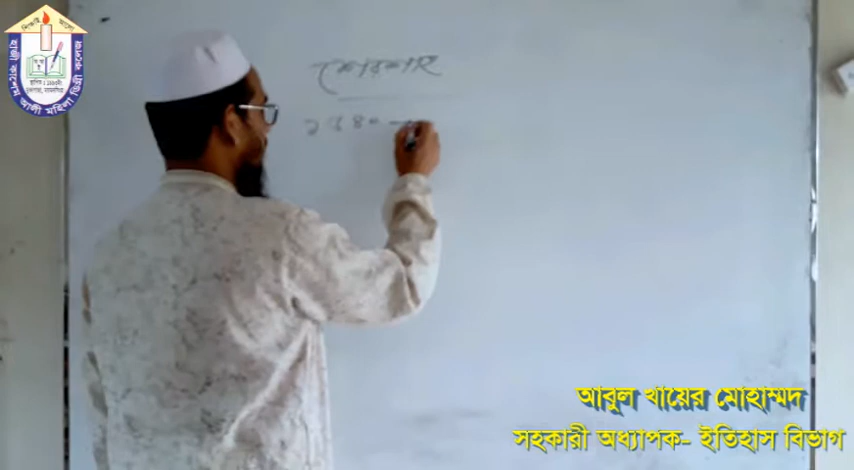 শেরশাহ
১৫৪০ —
আবুল খায়ের মোহাম্মদ
সহকারী অধ্যাপক- ইতিহাস বিভাগ